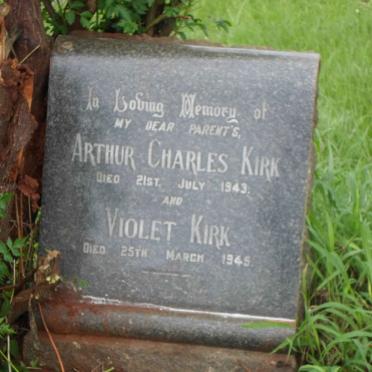 In Loving Memory of
MY DEAR PARENT'S,
ARTHUR CHARLES KIRK
DIED 21ST JULY 1943.
AND
VIOLET KIRK
DIED 25TH MARCH